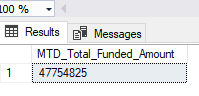 100 %
Results Messages
MTD_Total_Funded_Amount
1 47754825